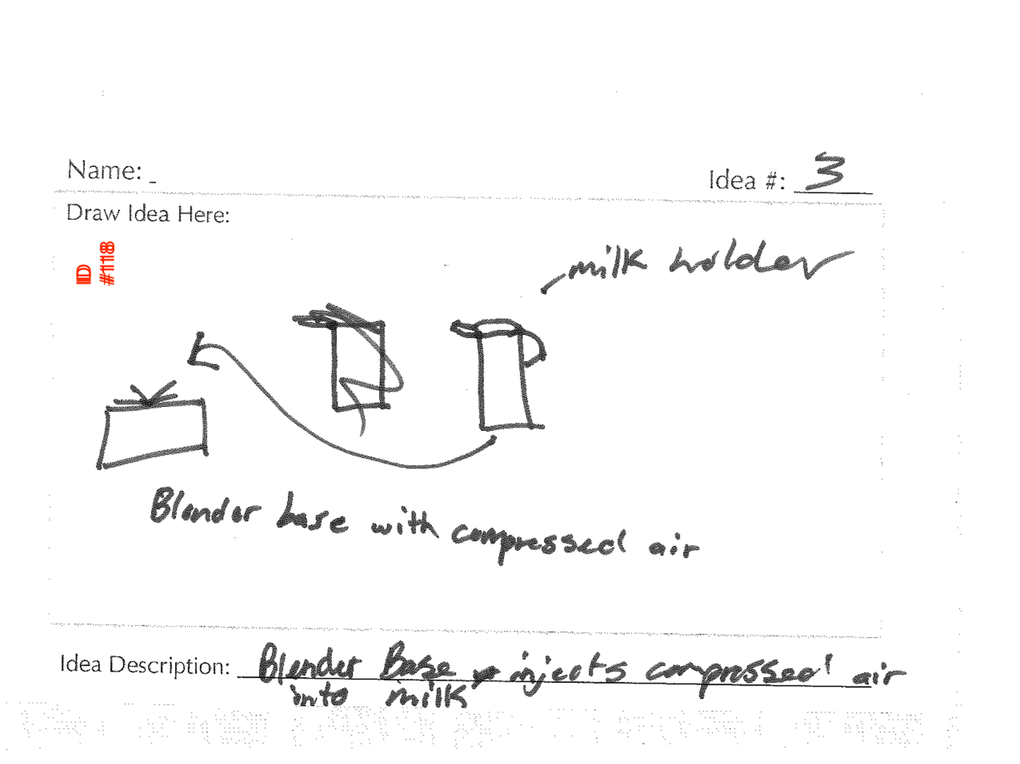 Name: _
Idea #: 3
Draw Idea Here:
ID
#118
milk holder
Blender base with compressed air
Idea Description: Blender Base injects compressed air
into milk